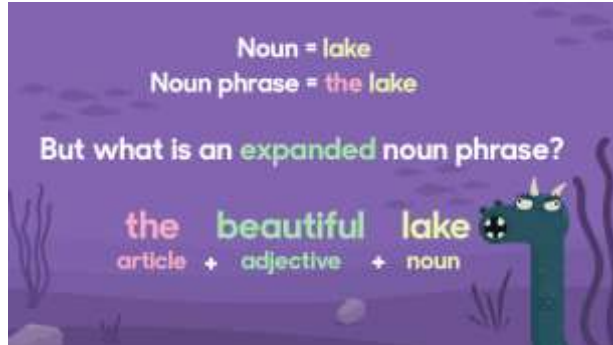 Noun = lake
Noun phrase = the lake
But what is an expanded noun phrase?
the beautiful lake
article + adjective + noun